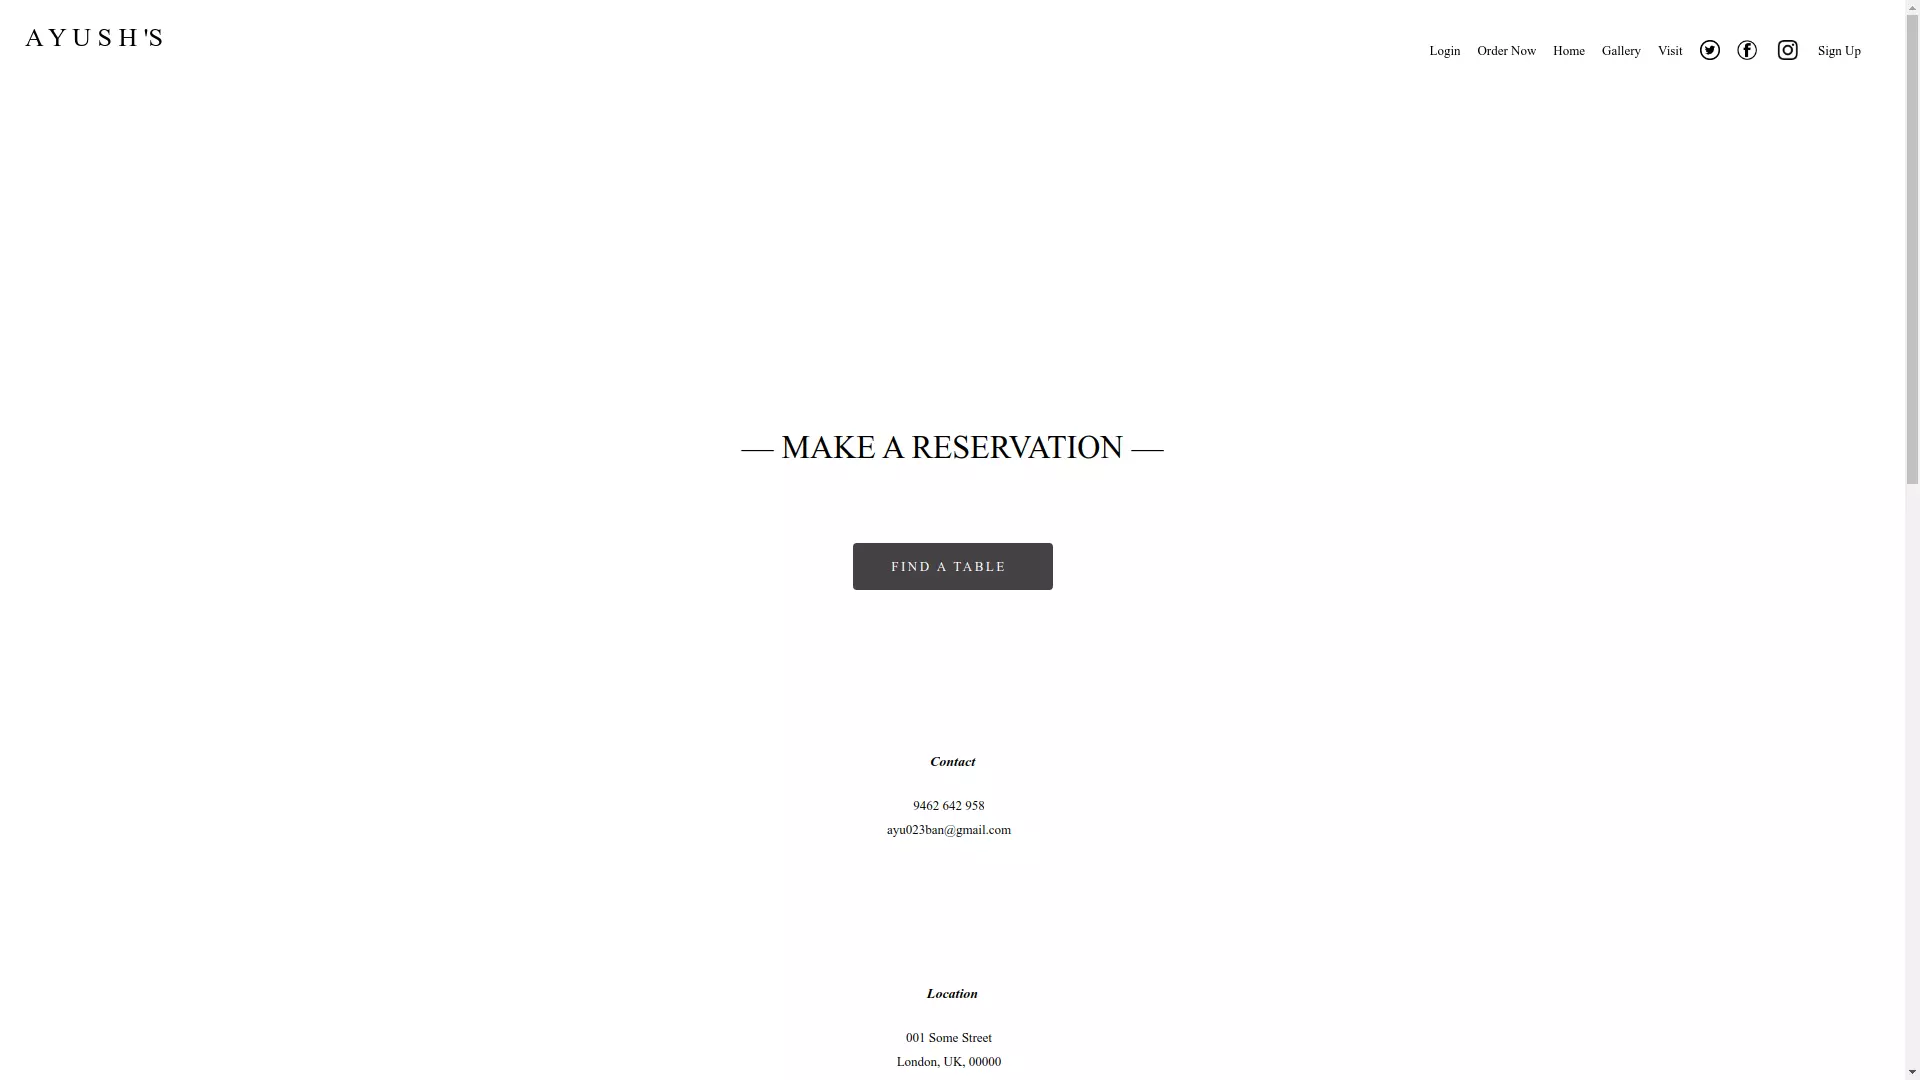 A Y U S H 'S
Login Order Now Home Gallery Visit Sign Up
— MAKE A RESERVATION —
FIND A TABLE
Contact
9462 642 958
ayu023ban@gmail.com
Location
001 Some Street
London, UK, 00000